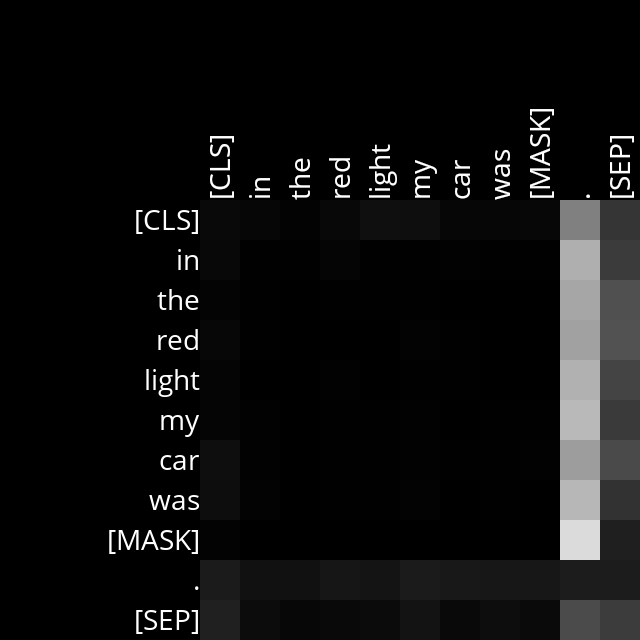 [CLS] in the red light my car was [MASK] . [SEP]
[CLS]
in
the
red
light
my
car
was
[MASK]
.
[SEP]